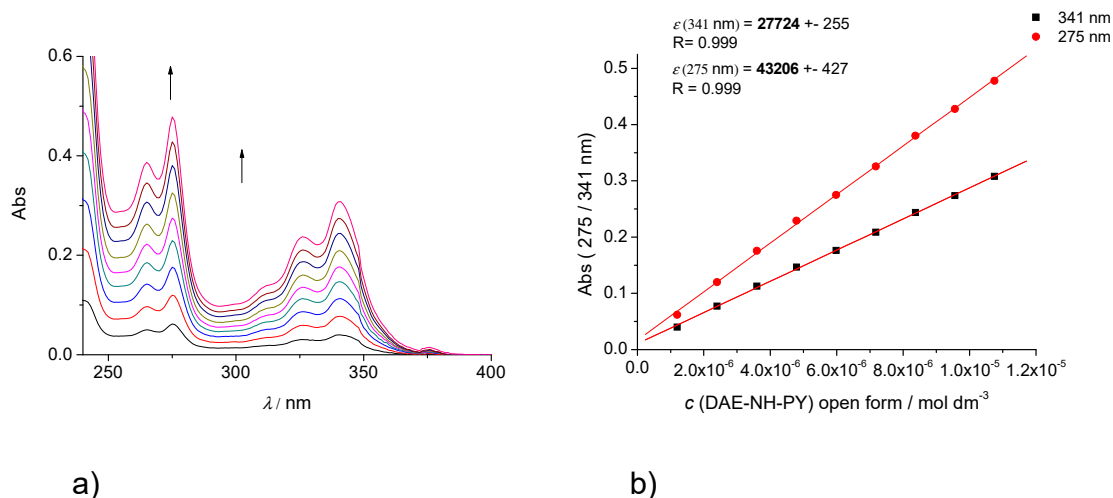 0.6
0.4
0.2
0.0
Abs
250 300 350 400
λ / nm
a)
ε (341 nm) = 27724 +- 255
R= 0.999
ε (275 nm) = 43206 +- 427
R = 0.999
341 nm
275 nm
0.5
0.4
0.3
0.2
0.1
0.0
Abs ( 275 / 341 nm)
0.0 2.0x10⁻⁶ 4.0x10⁻⁶ 6.0x10⁻⁶ 8.0x10⁻⁶ 1.0x10⁻⁵ 1.2x10⁻⁵
c (DAE-NH-PY) open form / mol dm⁻³
b)